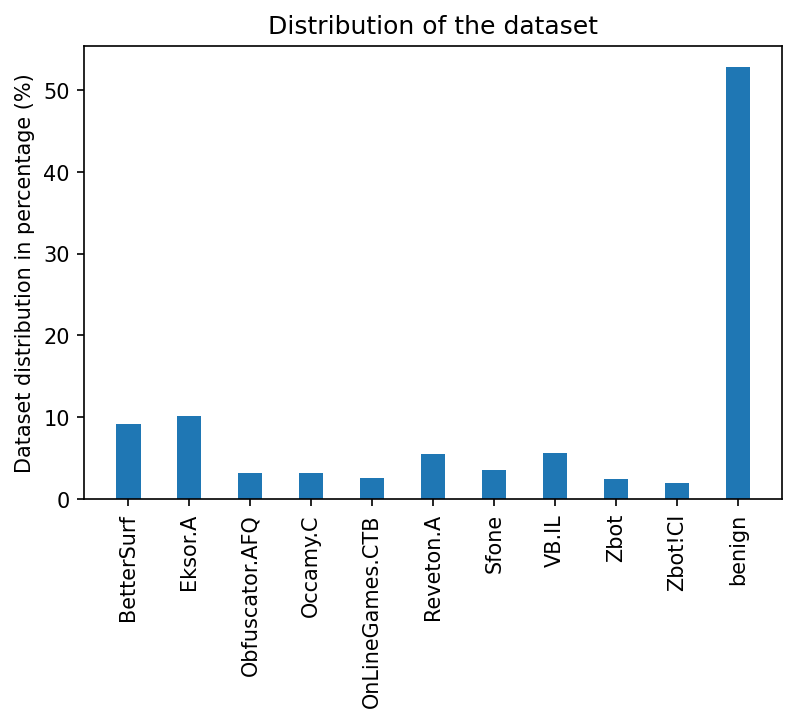 Distribution of the dataset
Dataset distribution in percentage (%)
50
40
30
20
10
0
BetterSurf
Eksor.A
Obfuscator.AFQ
Occamy.C
OnLineGames.CTB
Reveton.A
Sfone
VB.IL
Zbot
Zbot!CI
benign